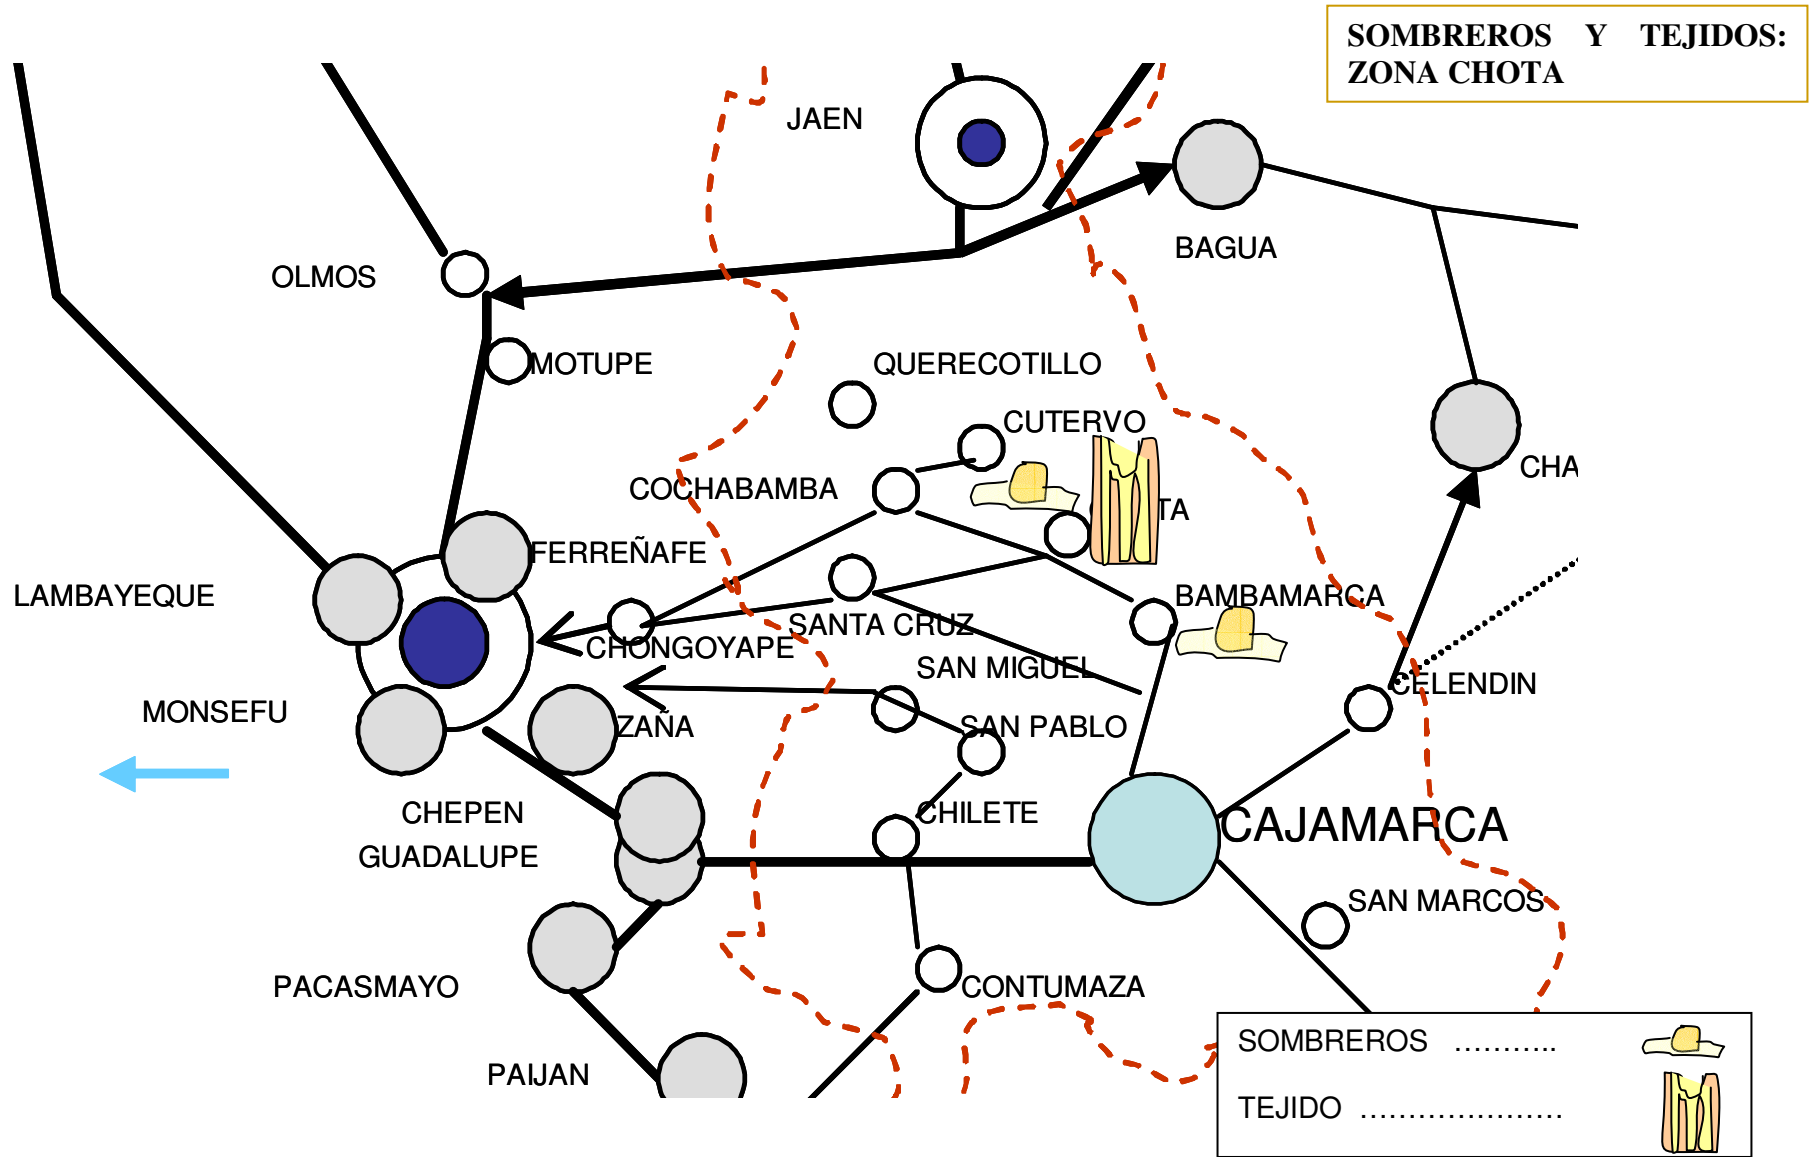 SOMBREROS Y TEJIDOS:
ZONA CHOTA
JAEN
BAGUA
OLMOS
MOTUPE
QUERECOTILLO
CUTERVO
CHA
COCHABAMBA
TA
FERREÑAFE
LAMBAYEQUE
BAMBAMARCA
SANTA CRUZ
CHONGOYAPE
SAN MIGUEL
CELENDIN
MONSEFU
ZAÑA
SAN PABLO
CHEPEN
CHILETE
CAJAMARCA
GUADALUPE
SAN MARCOS
PACASMAYO
CONTUMAZA
PAIJAN
SOMBREROS ...........
TEJIDO .....................